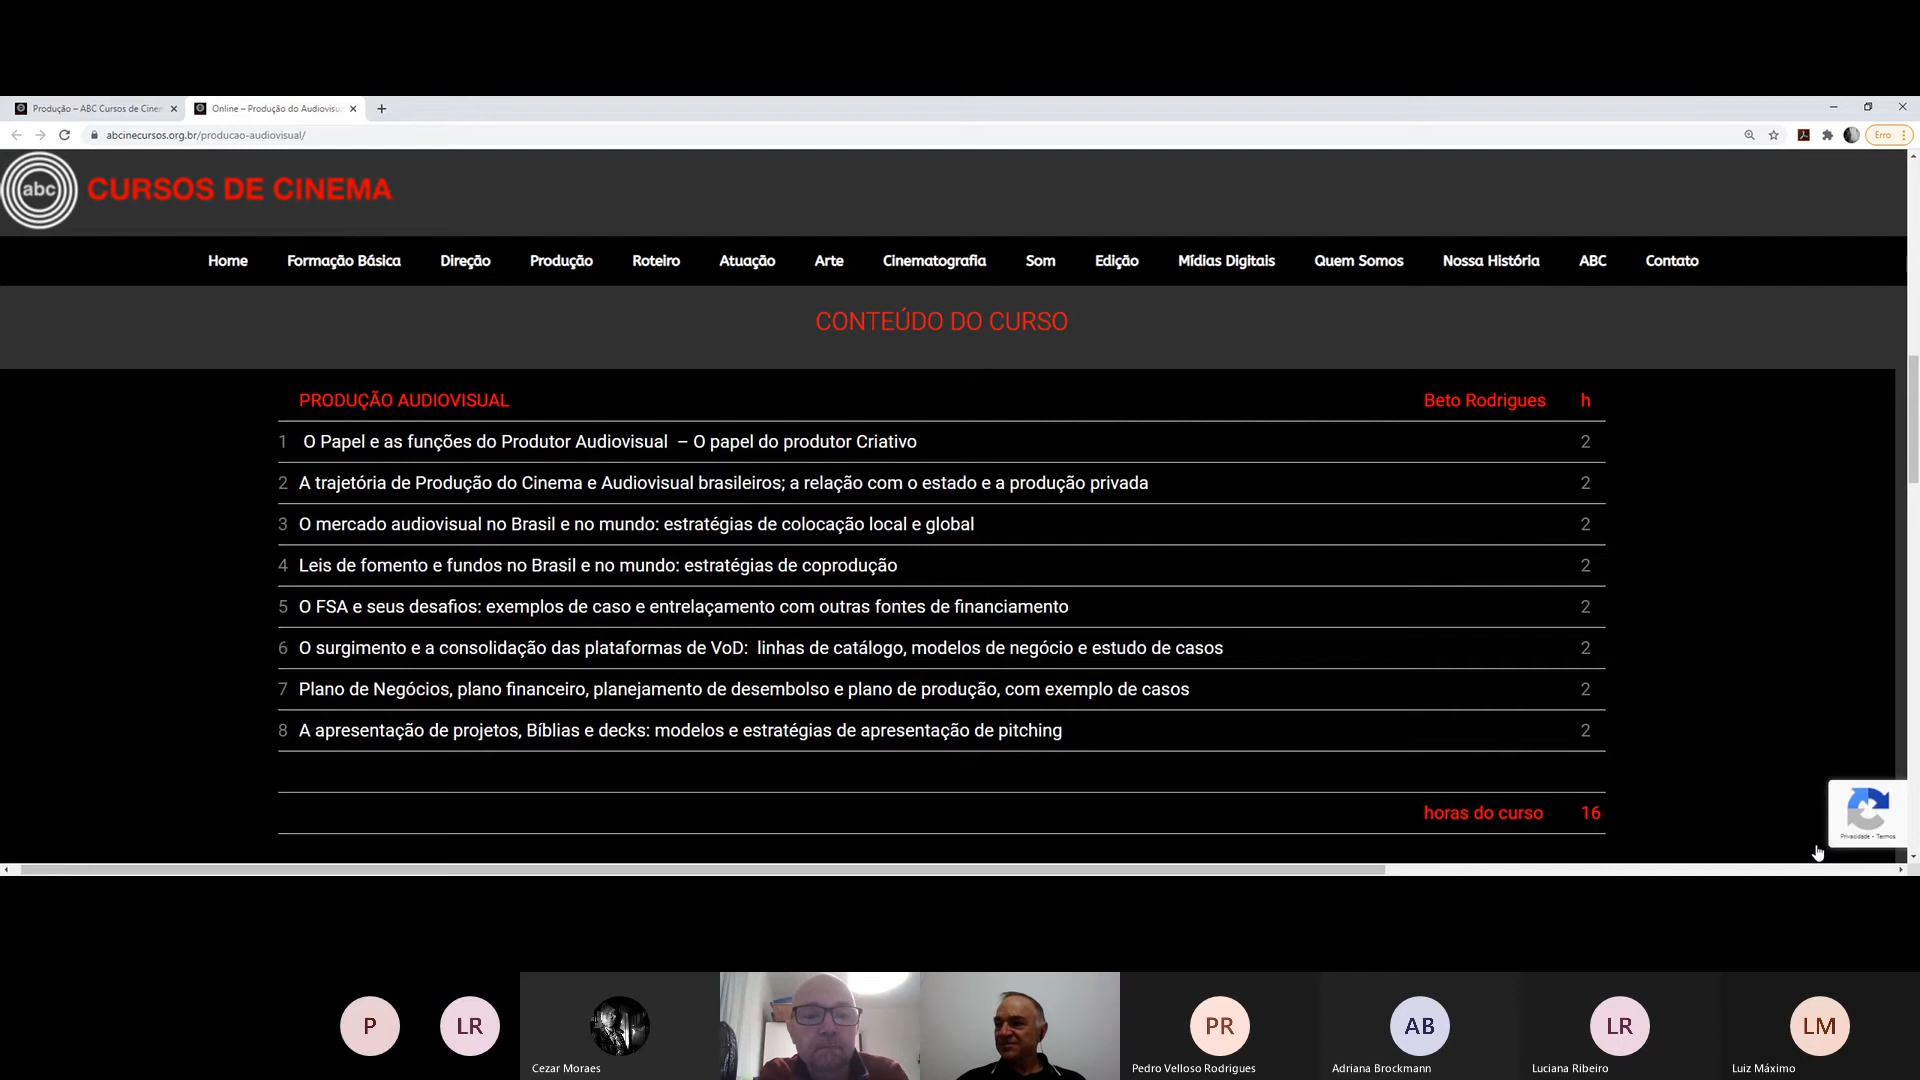 Produção – ABC Cursos de Cinem
Online – Produção do Audiovisua
abcinecursos.org.br/producao-audiovisual/
Erro
abc
CURSOS DE CINEMA
Home Formação Básica Direção Produção Roteiro Atuação Arte Cinematografia Som Edição Mídias Digitais Quem Somos Nossa História ABC Contato
CONTEÚDO DO CURSO
PRODUÇÃO AUDIOVISUAL Beto Rodrigues h
1 O Papel e as funções do Produtor Audiovisual – O papel do produtor Criativo 2
2 A trajetória de Produção do Cinema e Audiovisual brasileiros; a relação com o estado e a produção privada 2
3 O mercado audiovisual no Brasil e no mundo: estratégias de colocação local e global 2
4 Leis de fomento e fundos no Brasil e no mundo: estratégias de coprodução 2
5 O FSA e seus desafios: exemplos de caso e entrelaçamento com outras fontes de financiamento 2
6 O surgimento e a consolidação das plataformas de VoD: linhas de catálogo, modelos de negócio e estudo de casos 2
7 Plano de Negócios, plano financeiro, planejamento de desembolso e plano de produção, com exemplo de casos 2
8 A apresentação de projetos, Bíblias e decks: modelos e estratégias de apresentação de pitching 2
horas do curso 16
Privacidade - Termos
P LR PR AB LR LM
Cezar Moraes Pedro Velloso Rodrigues Adriana Brockmann Luciana Ribeiro Luiz Máximo